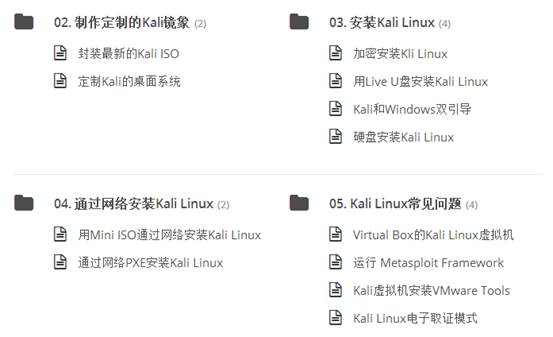 02. 制作定制的Kali镜象 (2)
封装最新的Kali ISO
定制Kali的桌面系统
03. 安装Kali Linux (4)
加密安装Kli Linux
用Live U盘安装Kali Linux
Kali和Windows双引导
硬盘安装Kali Linux
04. 通过网络安装Kali Linux (2)
用Mini ISO通过网络安装Kali Linux
通过网络PXE安装Kali Linux
05. Kali Linux常见问题 (4)
Virtual Box的Kali Linux虚拟机
运行 Metasploit Framework
Kali虚拟机安装VMware Tools
Kali Linux电子取证模式